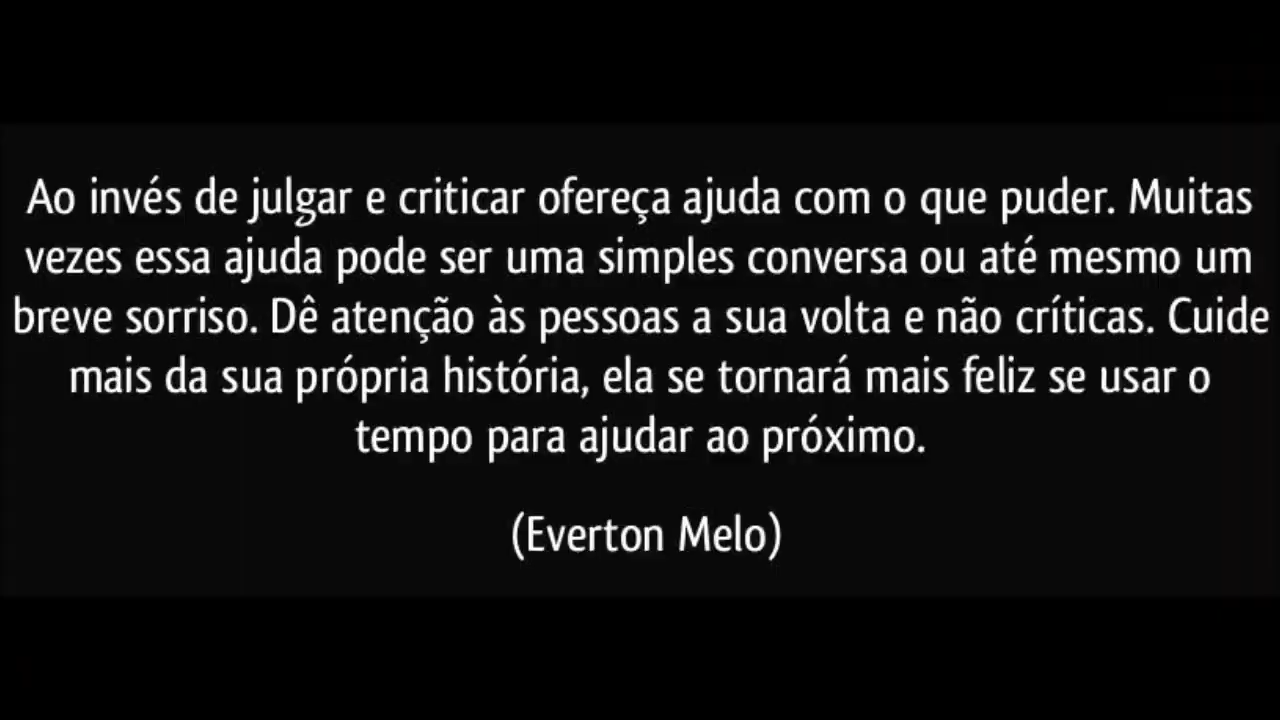 Ao invés de julgar e criticar ofereça ajuda com o que puder. Muitas
vezes essa ajuda pode ser uma simples conversa ou até mesmo um
breve sorriso. Dê atenção às pessoas a sua volta e não críticas. Cuide
mais da sua própria história, ela se tornará mais feliz se usar o
tempo para ajudar ao próximo.
(Everton Melo)